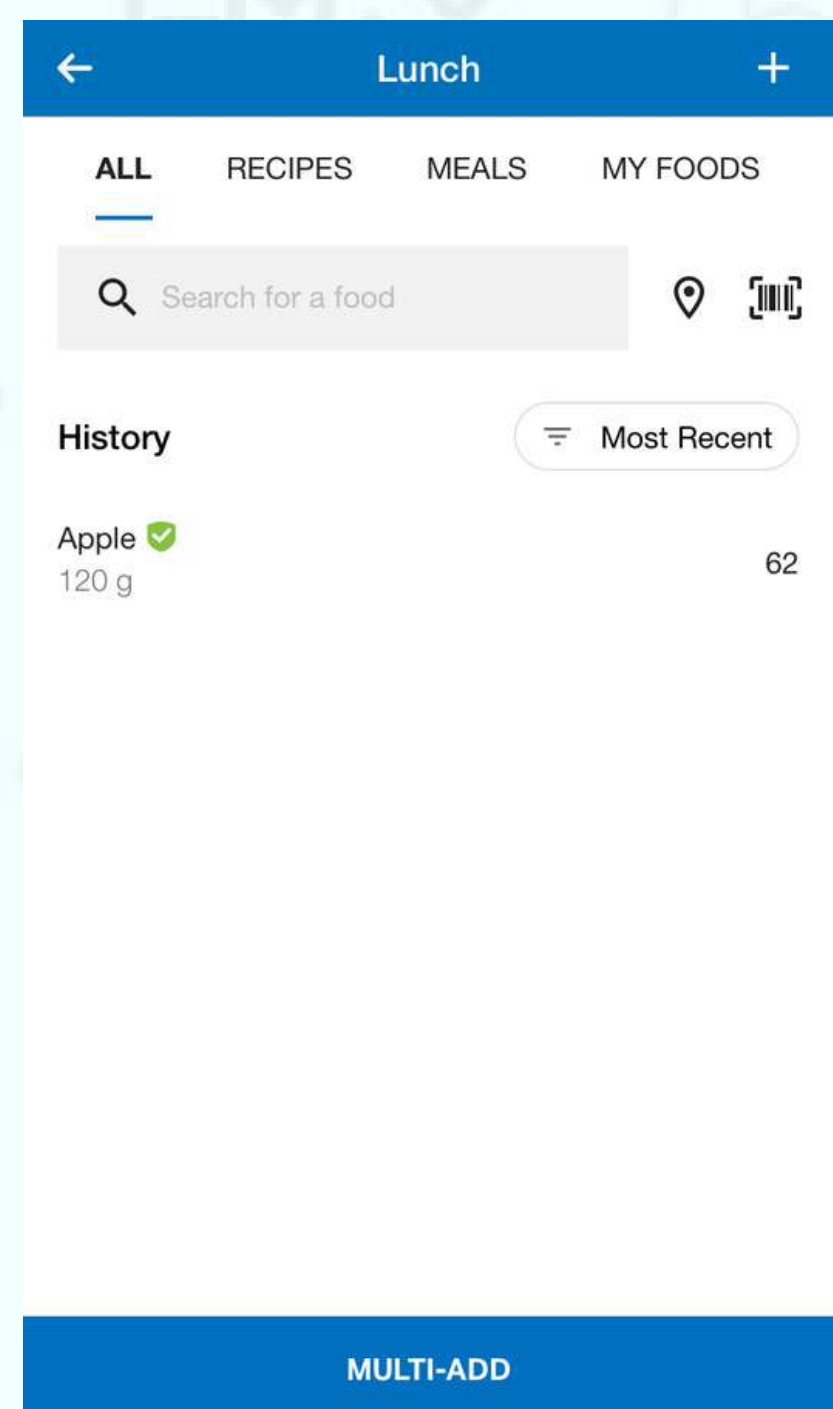 Lunch
ALL RECIPES MEALS MY FOODS
Search for a food
History Most Recent
Apple
120 g
62
MULTI-ADD